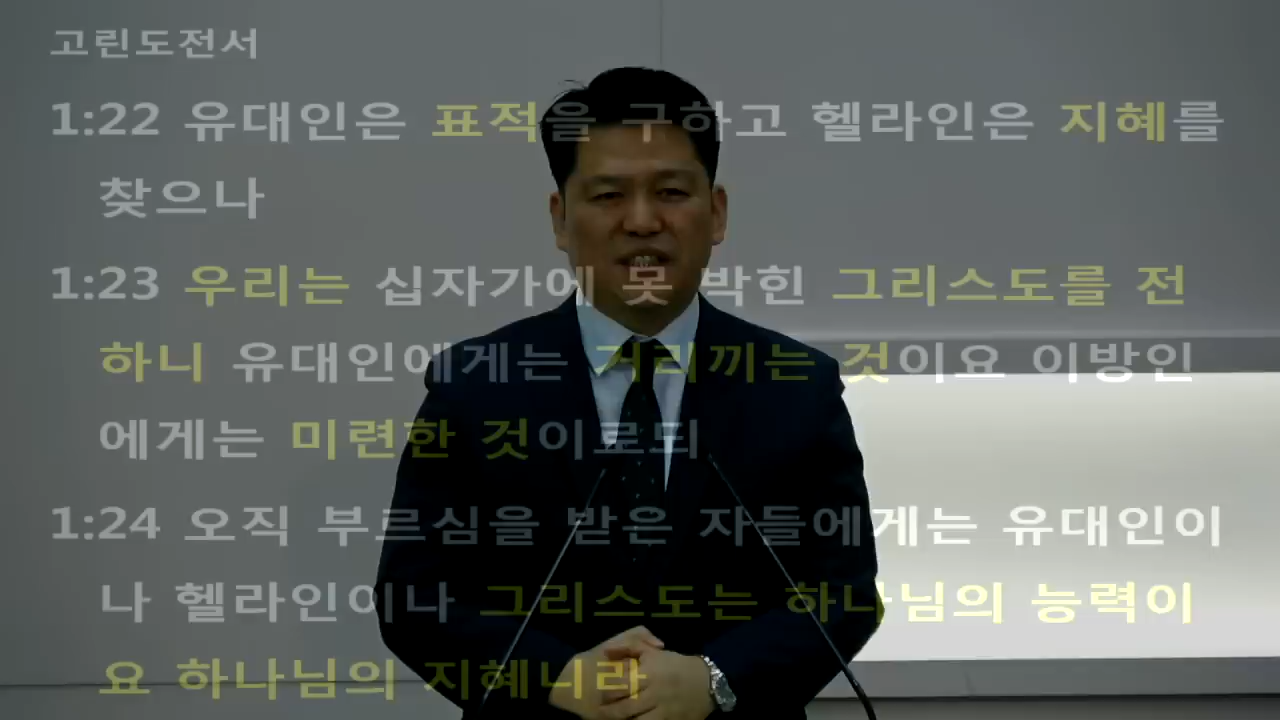 고린도전서
1:22 유대인은 표적을 구하고 헬라인은 지혜를
찾으나
1:23 우리는 십자가에 못 박힌 그리스도를 전
하니 유대인에게는 거리끼는 것이요 이방인
에게는 미련한 것이로되
1:24 오직 부르심을 받은 자들에게는 유대인이
나 헬라인이나 그리스도는 하나님의 능력이
요 하나님의 지혜니라